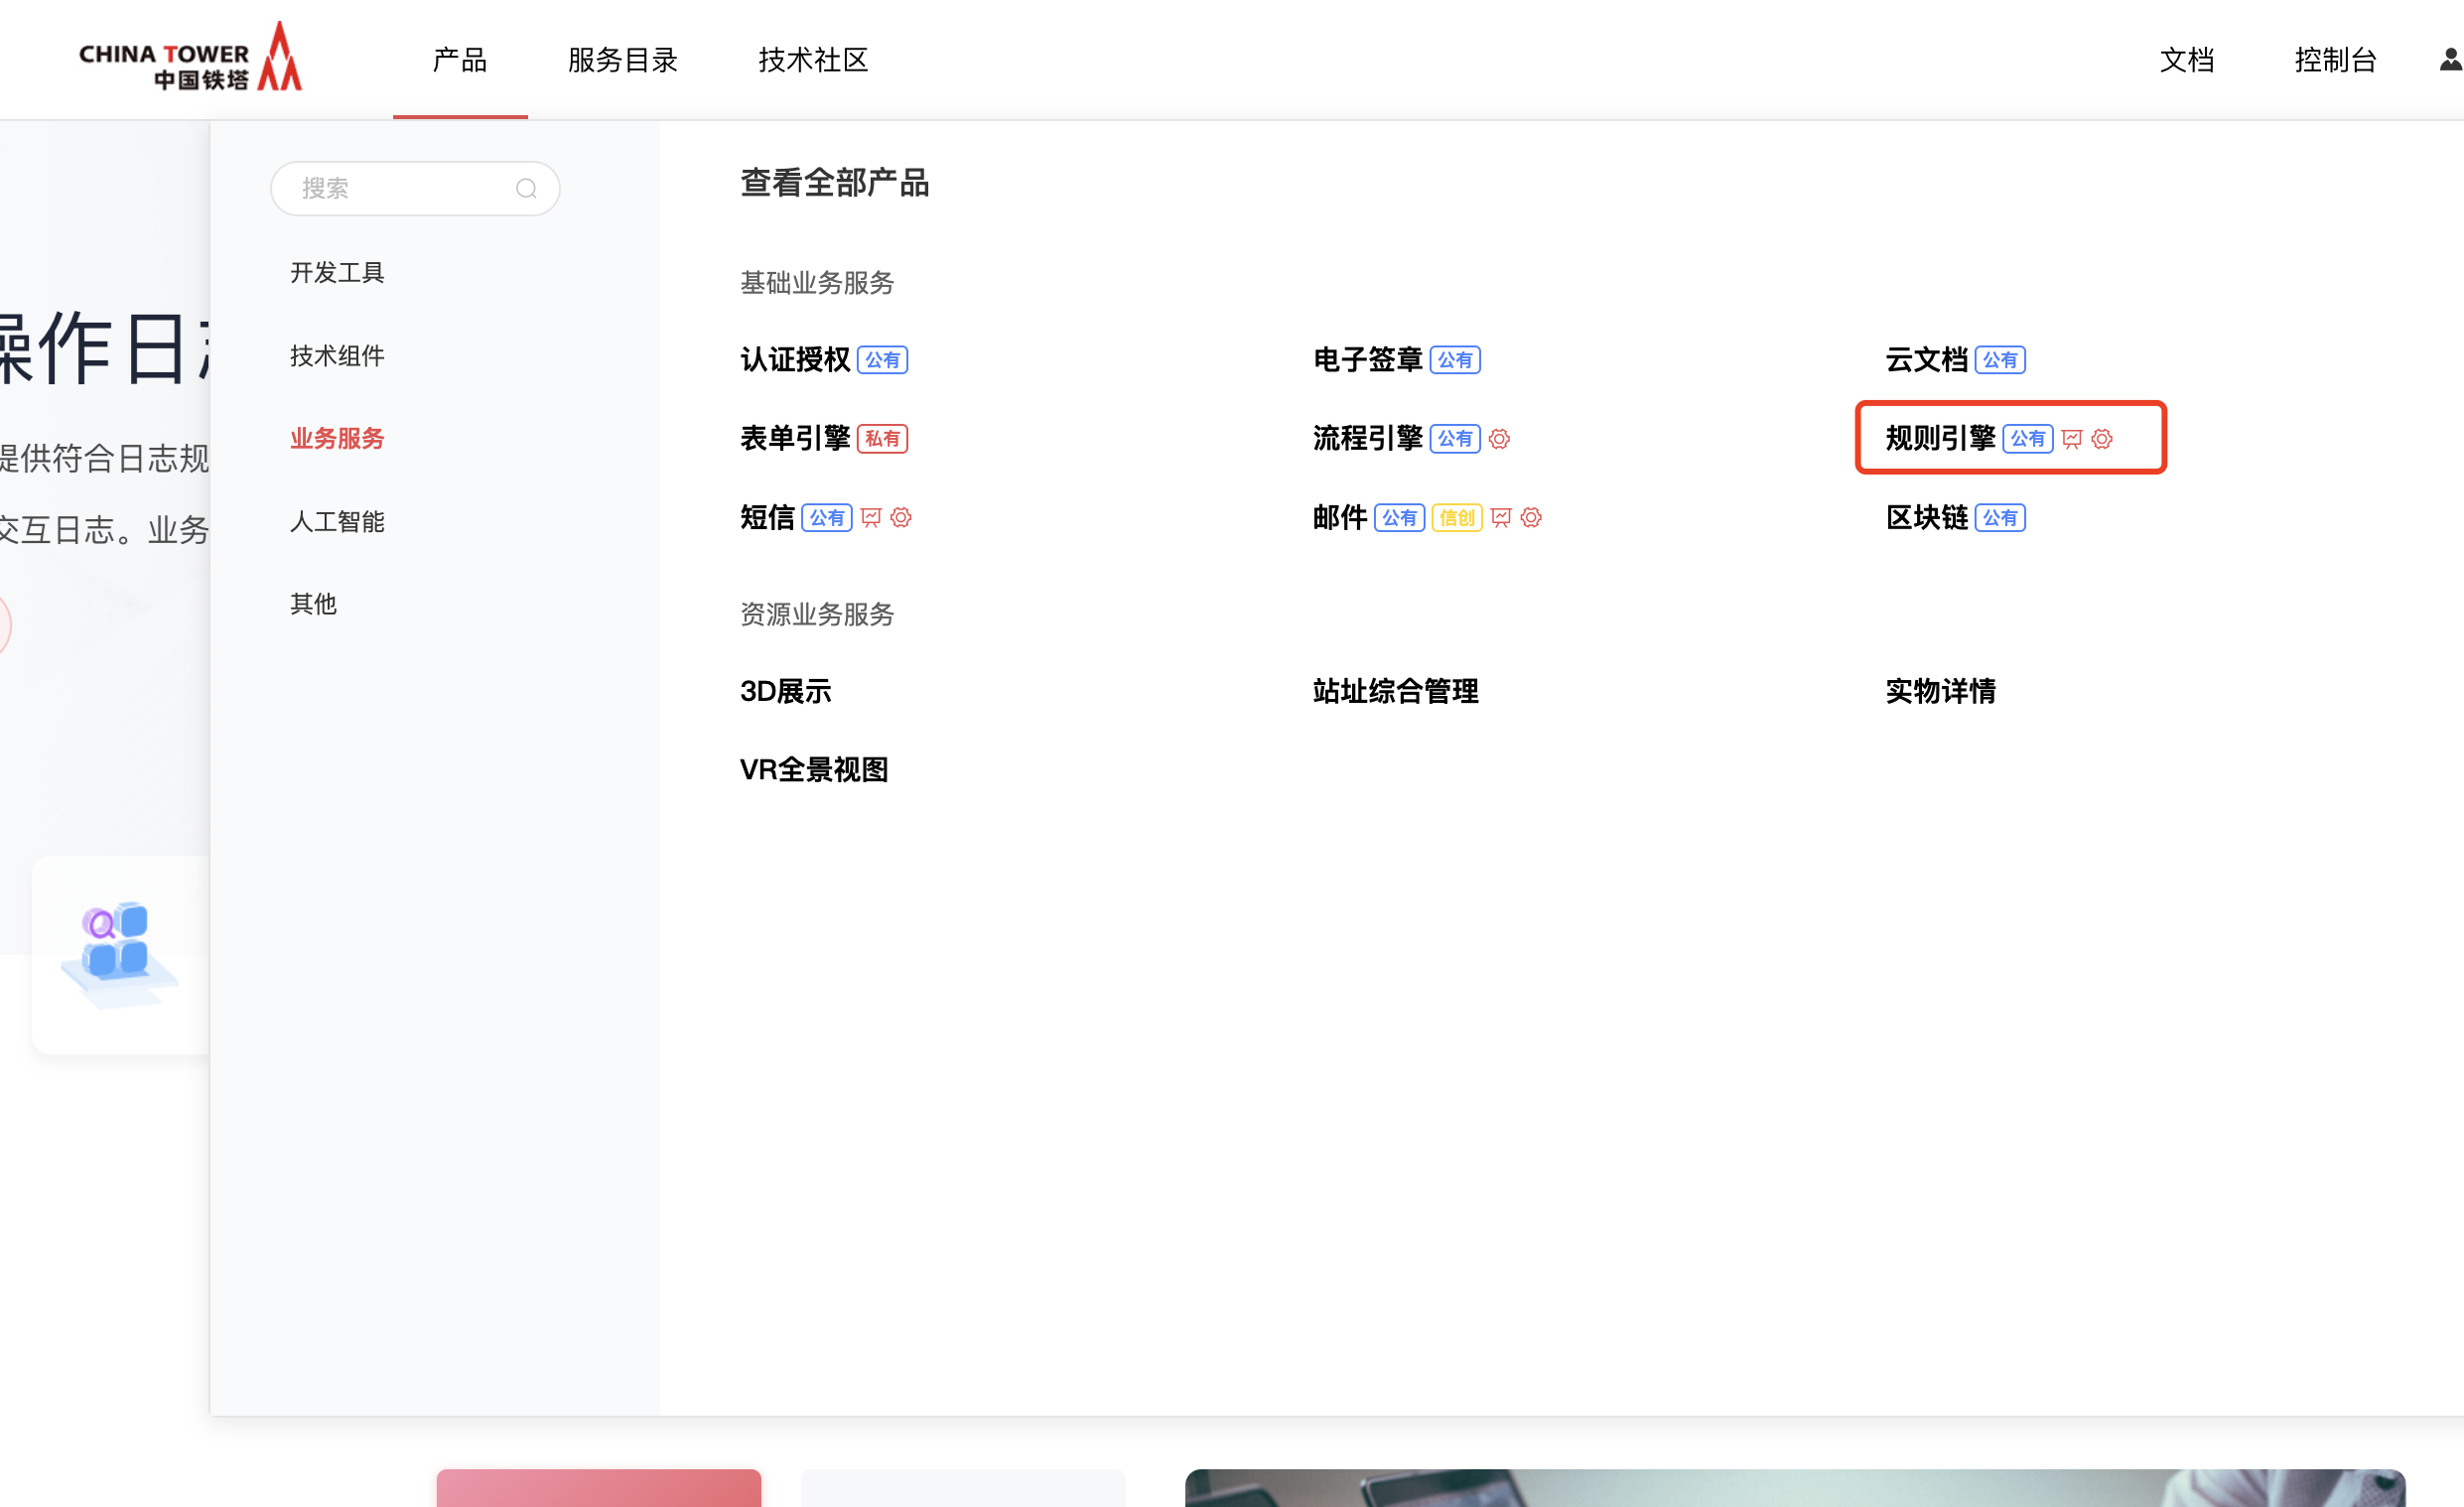 CHINA TOWER
中国铁塔
产品
服务目录
技术社区
文档
控制台
操作日
提供符合日志规
交互日志。业务
搜索
开发工具
技术组件
业务服务
人工智能
其他
查看全部产品
基础业务服务
认证授权 公有
电子签章 公有
云文档 公有
表单引擎 私有
流程引擎 公有
规则引擎 公有
短信 公有
邮件 公有 信创
区块链 公有
资源业务服务
3D展示
站址综合管理
实物详情
VR全景视图